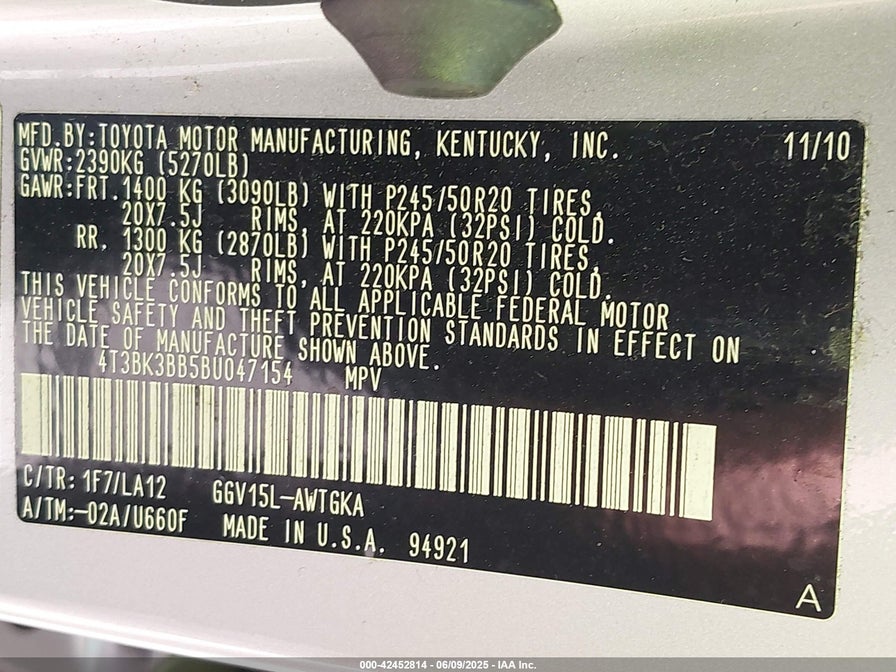 MFD.BY:TOYOTA MOTOR MANUFACTURING, KENTUCKY, INC. 11/10
GVWR:2390KG (5270LB)
GAWR:FRT.1400 KG (3090LB) WITH P245/50R20 TIRES,
20X7.5J RIMS, AT 220KPA (32PSI) COLD.
RR. 1300 KG (2870LB) WITH P245/50R20 TIRES,
20X7.5J RIMS, AT 220KPA (32PSI) COLD.
THIS VEHICLE CONFORMS TO ALL APPLICABLE FEDERAL MOTOR
VEHICLE SAFETY AND THEFT PREVENTION STANDARDS IN EFFECT ON
THE DATE OF MANUFACTURE SHOWN ABOVE.
4T3BK3BB5BU047154 MPV
C/TR: 1F7/LA12 GGV15L-AWTGKA
A/TM:-02A/U660F MADE IN U.S.A. 94921
A
000-42452814 - 06/09/2025 - IAA Inc.